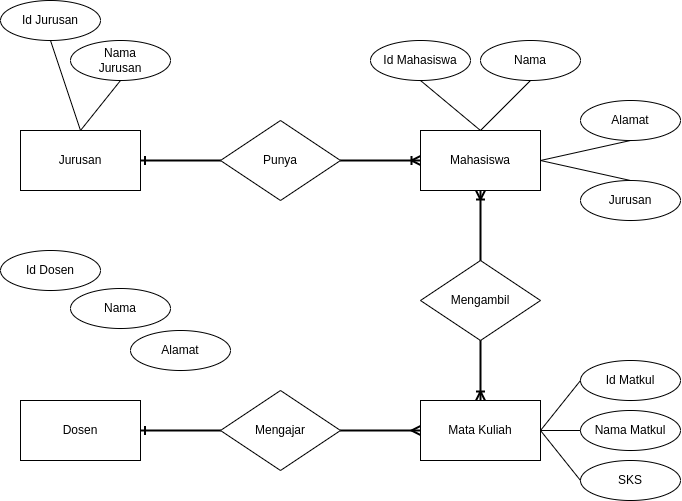 Id Jurusan
Nama
Jurusan
Id Mahasiswa
Nama
Alamat
Jurusan
Punya
Mahasiswa
Jurusan
Id Dosen
Nama
Alamat
Mengambil
Id Matkul
Dosen
Mengajar
Mata Kuliah
Nama Matkul
SKS